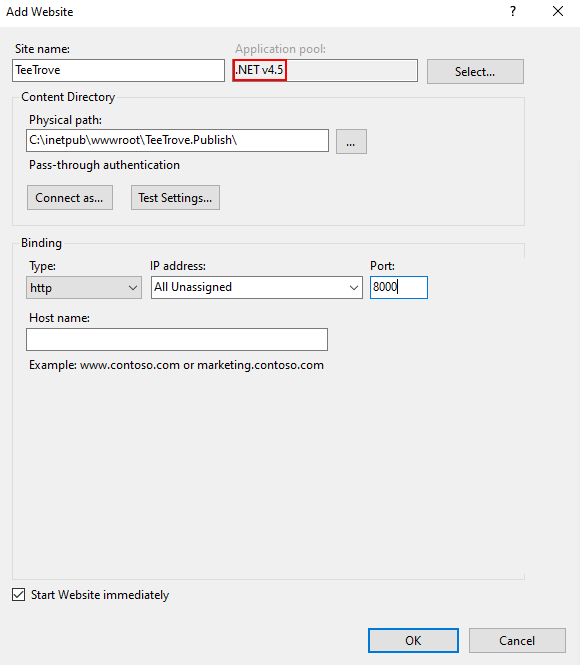 Add Website
?
Site name:
Application pool:
TeeTrove
.NET v4.5
Select...
Content Directory
Physical path:
C:\inetpub\wwwroot\TeeTrove.Publish\
...
Pass-through authentication
Connect as...
Test Settings...
Binding
Type:
IP address:
Port:
http
All Unassigned
8000
Host name:
Example: www.contoso.com or marketing.contoso.com
Start Website immediately
OK
Cancel